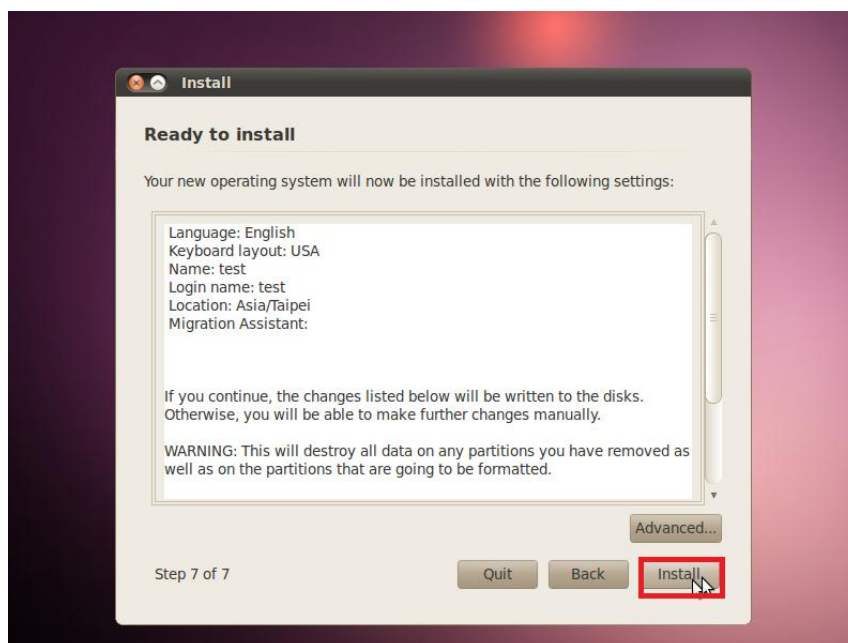 Install
Ready to install
Your new operating system will now be installed with the following settings:
Language: English
Keyboard layout: USA
Name: test
Login name: test
Location: Asia/Taipei
Migration Assistant:
If you continue, the changes listed below will be written to the disks.
Otherwise, you will be able to make further changes manually.
WARNING: This will destroy all data on any partitions you have removed as
well as on the partitions that are going to be formatted.
Advanced...
Step 7 of 7
Quit
Back
Install